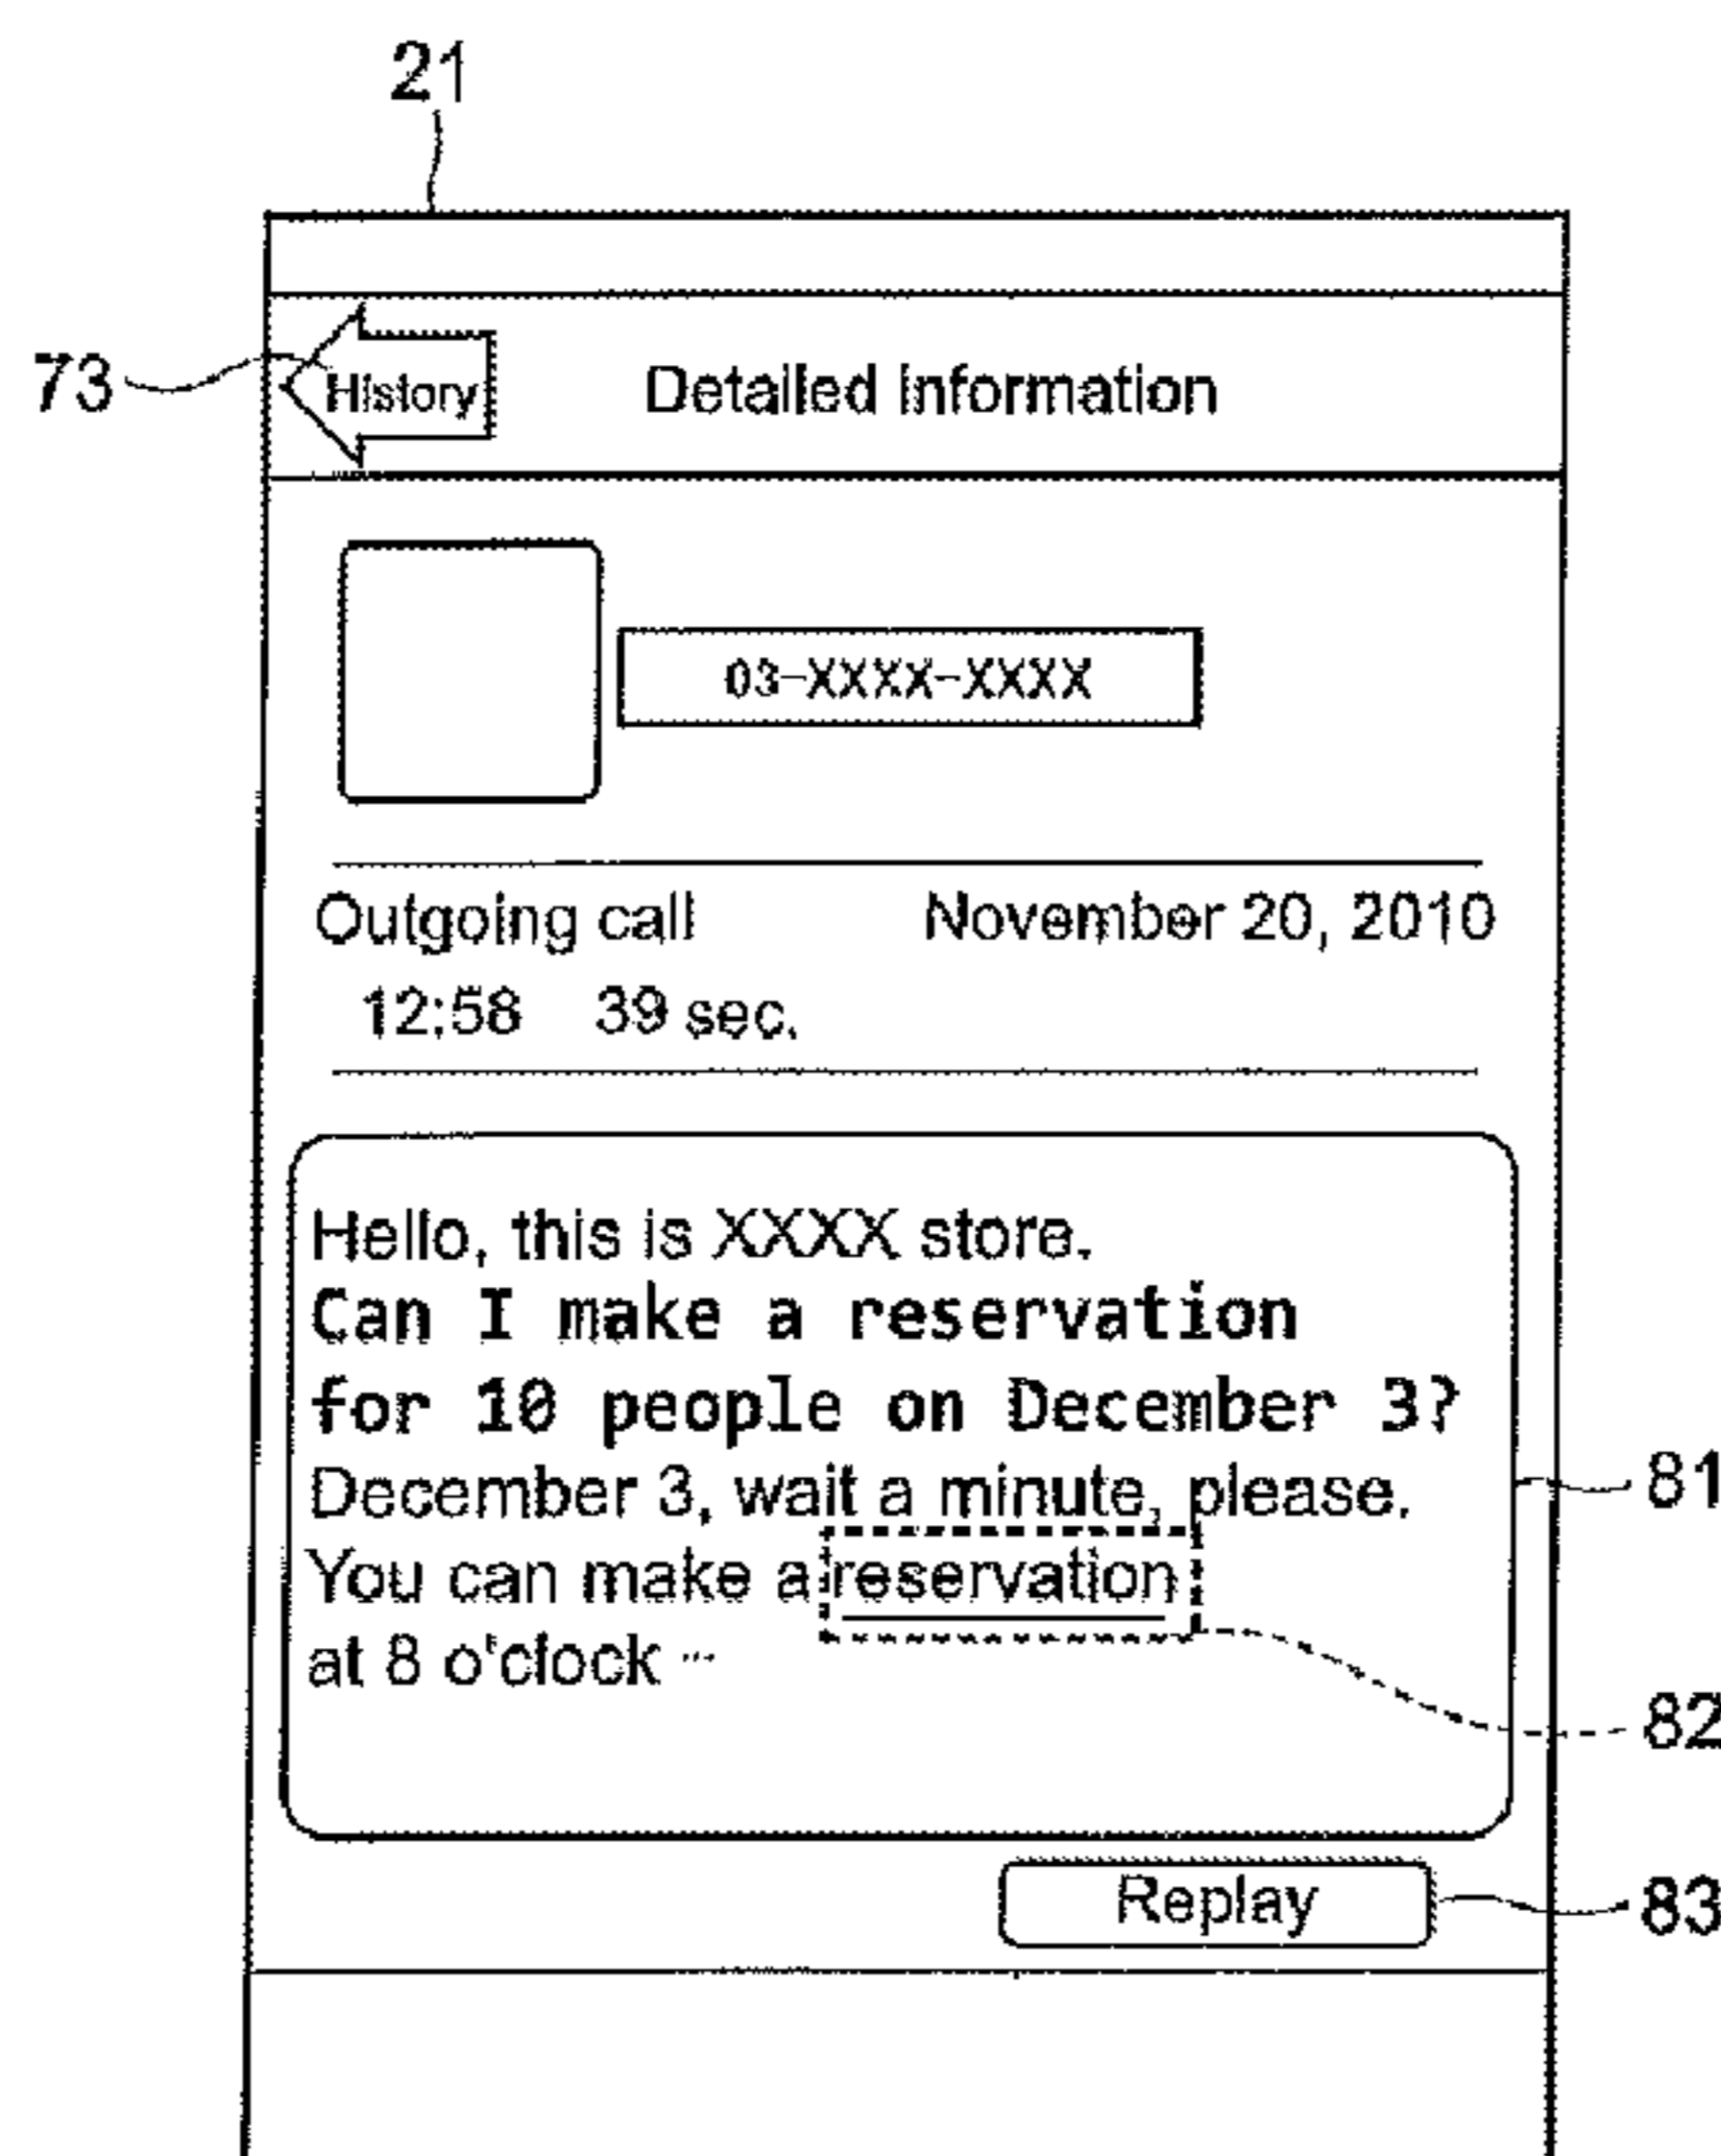 21
73
History
Detailed Information
03-XXXX-XXXX
Outgoing call November 20, 2010
12:58 39 sec.
Hello, this is XXXX store.
Can I make a reservation
for 10 people on December 3?
December 3, wait a minute, please.
81
You can make a reservation
at 8 o'clock ...
82
Replay
83